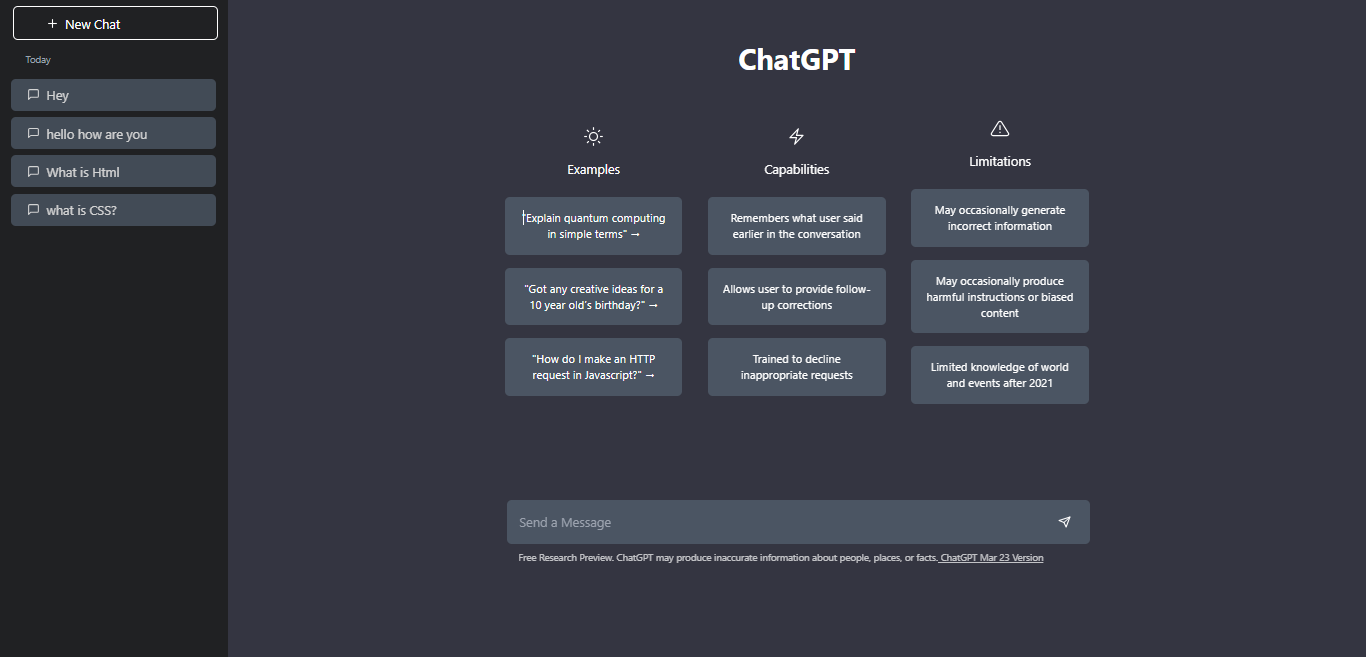 + New Chat
Today
Hey
hello how are you
What is Html
what is CSS?
ChatGPT
Examples
"Explain quantum computing
in simple terms" →
"Got any creative ideas for a
10 year old's birthday?" →
"How do I make an HTTP
request in Javascript?" →
Capabilities
Remembers what user said
earlier in the conversation
Allows user to provide follow-
up corrections
Trained to decline
inappropriate requests
Limitations
May occasionally generate
incorrect information
May occasionally produce
harmful instructions or biased
content
Limited knowledge of world
and events after 2021
Send a Message
Free Research Preview. ChatGPT may produce inaccurate information about people, places, or facts. ChatGPT Mar 23 Version